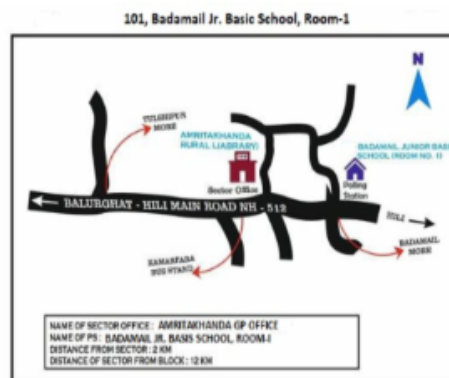 101, Badamail Jr. Basic School, Room-1
N
TULSHIPUR
MORE
AMRITAKHANDA
RURAL L(JABRARY)
BADAMAIL JUNIOR BASI
SCHOOL (ROOM NO. I)
Sector Office
Polling
Station
BALURGHAT - HILI MAIN ROAD NH - 512
HILI
KAMARPARA
BUS STAND
BADAMAIL
MORE
NAME OF SECTOR OFFICE : AMRITAKHANDA GP OFFICE
NAME OF PS: BADAMAIL JR. BASIS SCHOOL, ROOM-I
DISTANCE FROM SECTOR : 2 KM
DISTANCE OF SECTOR FROM BLOCK : 12 KM